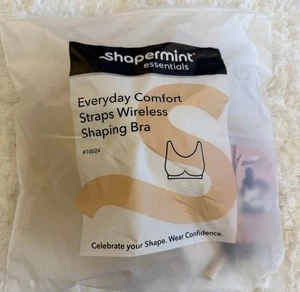 shapermint
essentials
Everyday Comfort
Straps Wireless
Shaping Bra
#10024
Celebrate your Shape. Wear Confidence.